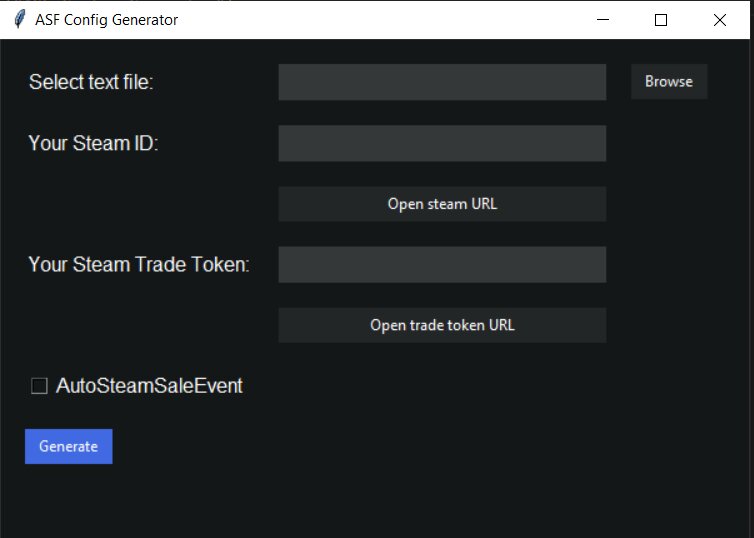 ASF Config Generator
Select text file:
Browse
Your Steam ID:
Open steam URL
Your Steam Trade Token:
Open trade token URL
AutoSteamSaleEvent
Generate